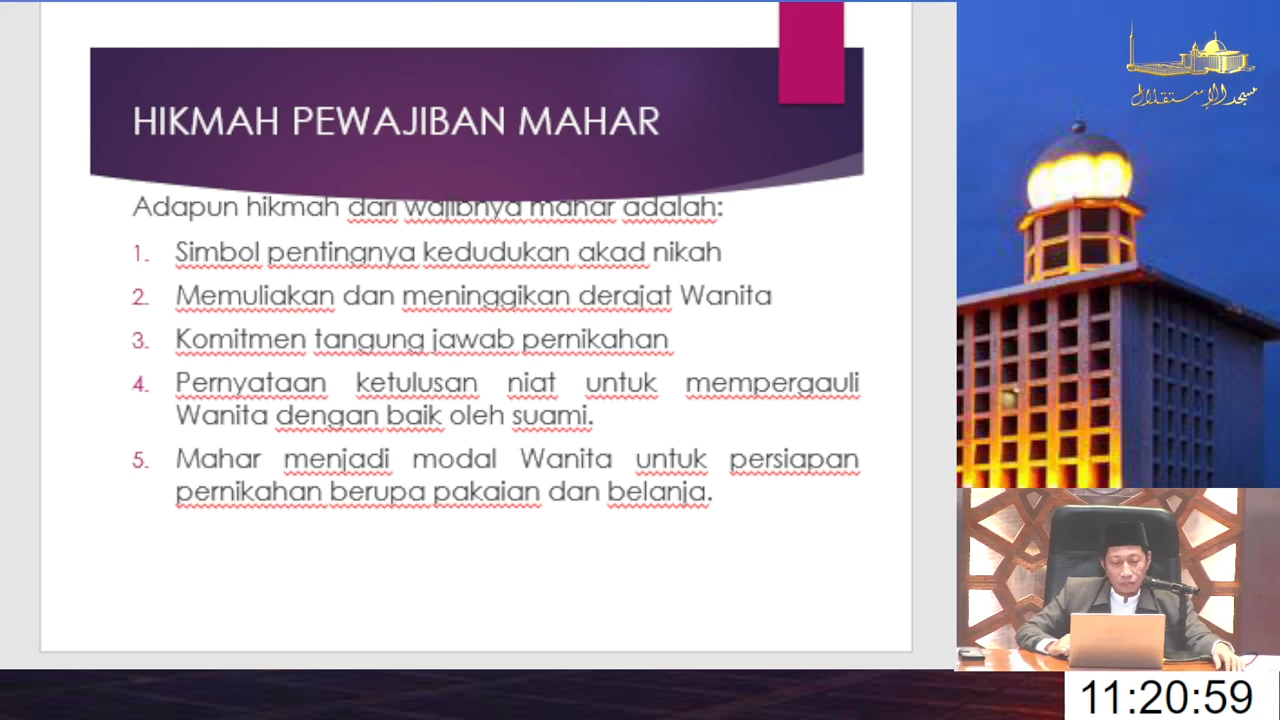 HIKMAH PEWAJIBAN MAHAR
Adapun hikmah dari wajibnya mahar adalah:
1. Simbol pentingnya kedudukan akad nikah
2. Memuliakan dan meninggikan derajat Wanita
3. Komitmen tangung jawab pernikahan
4. Pernyataan ketulusan niat untuk mempergauli
Wanita dengan baik oleh suami.
5. Mahar menjadi modal Wanita untuk persiapan
pernikahan berupa pakaian dan belanja.
مسجد الإستقلال
11:20:59